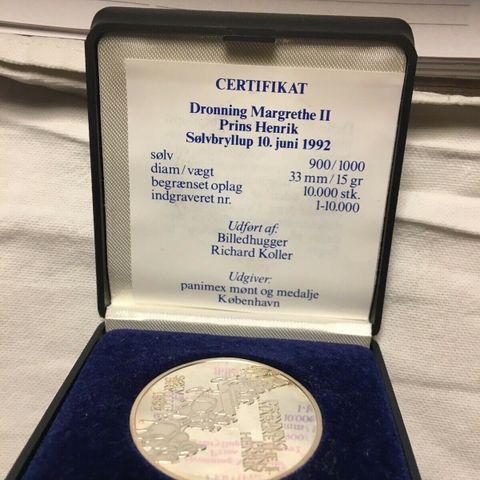 CERTIFIKAT
Dronning Margrethe II
Prins Henrik
Sølvbryllup 10. juni 1992
sølv 900/1000
diam/vægt 33 mm/15 gr
begrænset oplag 10.000 stk.
indgraveret nr. 1-10.000
Udført af:
Billedhugger
Richard Koller
Udgiver:
panimex mønt og medalje
København